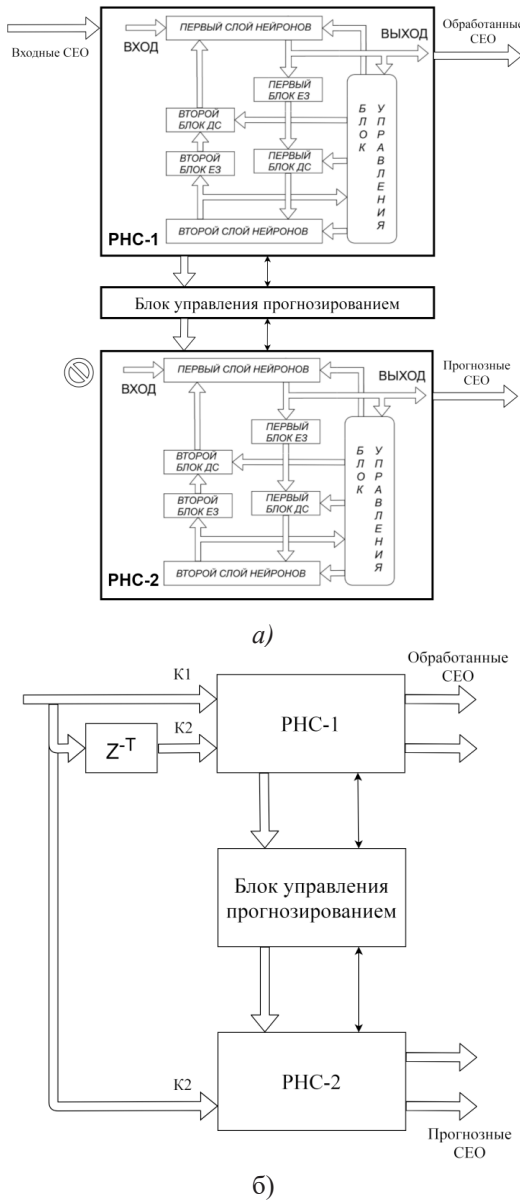 Входные СЕО
ВХОД
ПЕРВЫЙ СЛОЙ НЕЙРОНОВ
ВЫХОД
Обработанные
СЕО
ПЕРВЫЙ
БЛОК ЕЗ
ВТОРОЙ
БЛОК ДС
ВТОРОЙ
БЛОК ЕЗ
ПЕРВЫЙ
БЛОК ДС
БЛОК
УПРАВЛЕНИЯ
ВТОРОЙ СЛОЙ НЕЙРОНОВ
РНС-1
Блок управления прогнозированием
ВХОД
ПЕРВЫЙ СЛОЙ НЕЙРОНОВ
ВЫХОД
Прогнозные
СЕО
ПЕРВЫЙ
БЛОК ЕЗ
ВТОРОЙ
БЛОК ДС
ВТОРОЙ
БЛОК ЕЗ
ПЕРВЫЙ
БЛОК ДС
БЛОК
УПРАВЛЕНИЯ
ВТОРОЙ СЛОЙ НЕЙРОНОВ
РНС-2
а)
Обработанные
СЕО
К1
РНС-1
К2
Z⁻ᵀ
Блок управления
прогнозированием
К2
РНС-2
Прогнозные
СЕО
б)